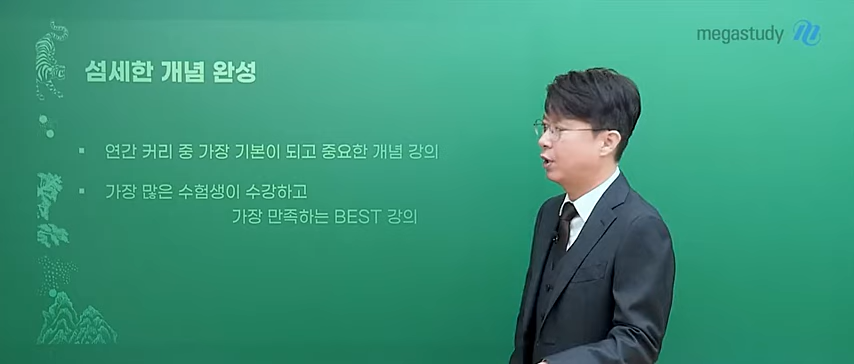 megastudy
섬세한 개념 완성
연간 커리 중 가장 기본이 되고 중요한 개념 강의
가장 많은 수험생이 수강하고
가장 만족하는 BEST 강의